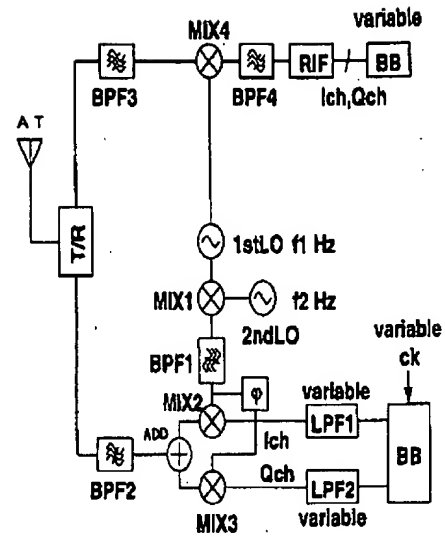 variable
MIX4
BPF3
BPF4
RIF
BB
Ich,Qch
A T
T/R
1stLO f1 Hz
MIX1
f2 Hz
2ndLO
BPF1
variable
ck
φ
MIX2
variable
LPF1
ADD
Ich
BB
Qch
LPF2
BPF2
MIX3
variable